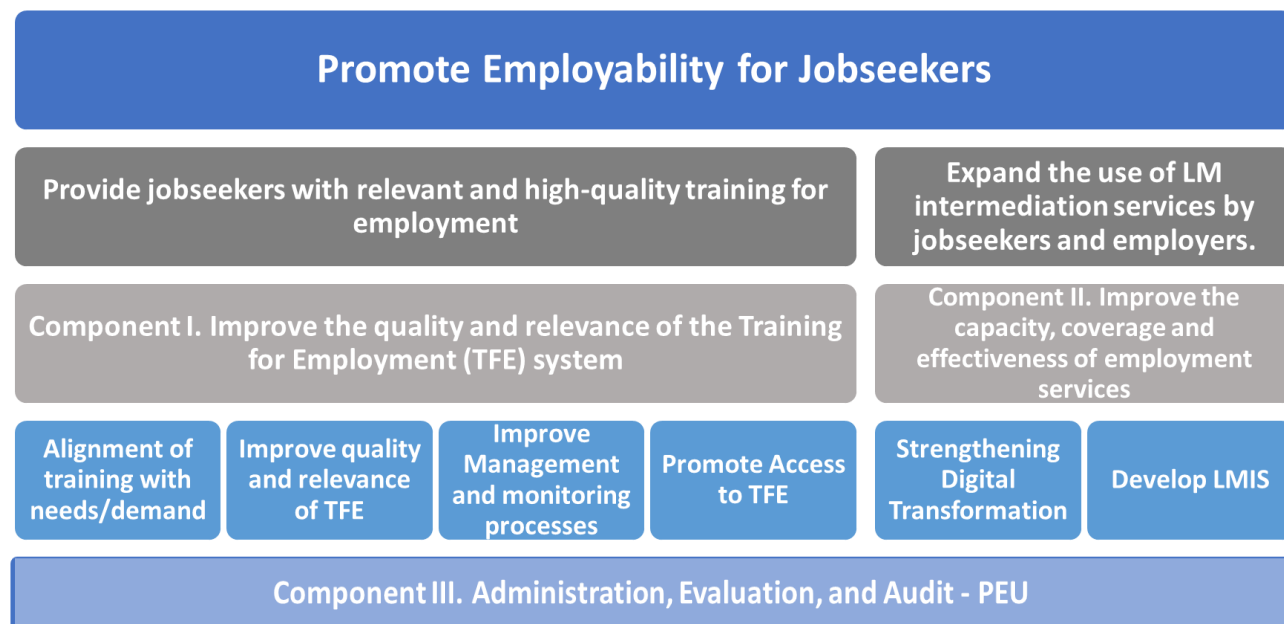 Promote Employability for Jobseekers
Provide jobseekers with relevant and high-quality training for
employment
Expand the use of LM
intermediation services by
jobseekers and employers.
Component I. Improve the quality and relevance of the Training
for Employment (TFE) system
Component II. Improve the
capacity, coverage and
effectiveness of employment
services
Alignment of
training with
needs/demand
Improve quality
and relevance
of TFE
Improve
Management
and monitoring
processes
Promote Access
to TFE
Strengthening
Digital
Transformation
Develop LMIS
Component III. Administration, Evaluation, and Audit - PEU